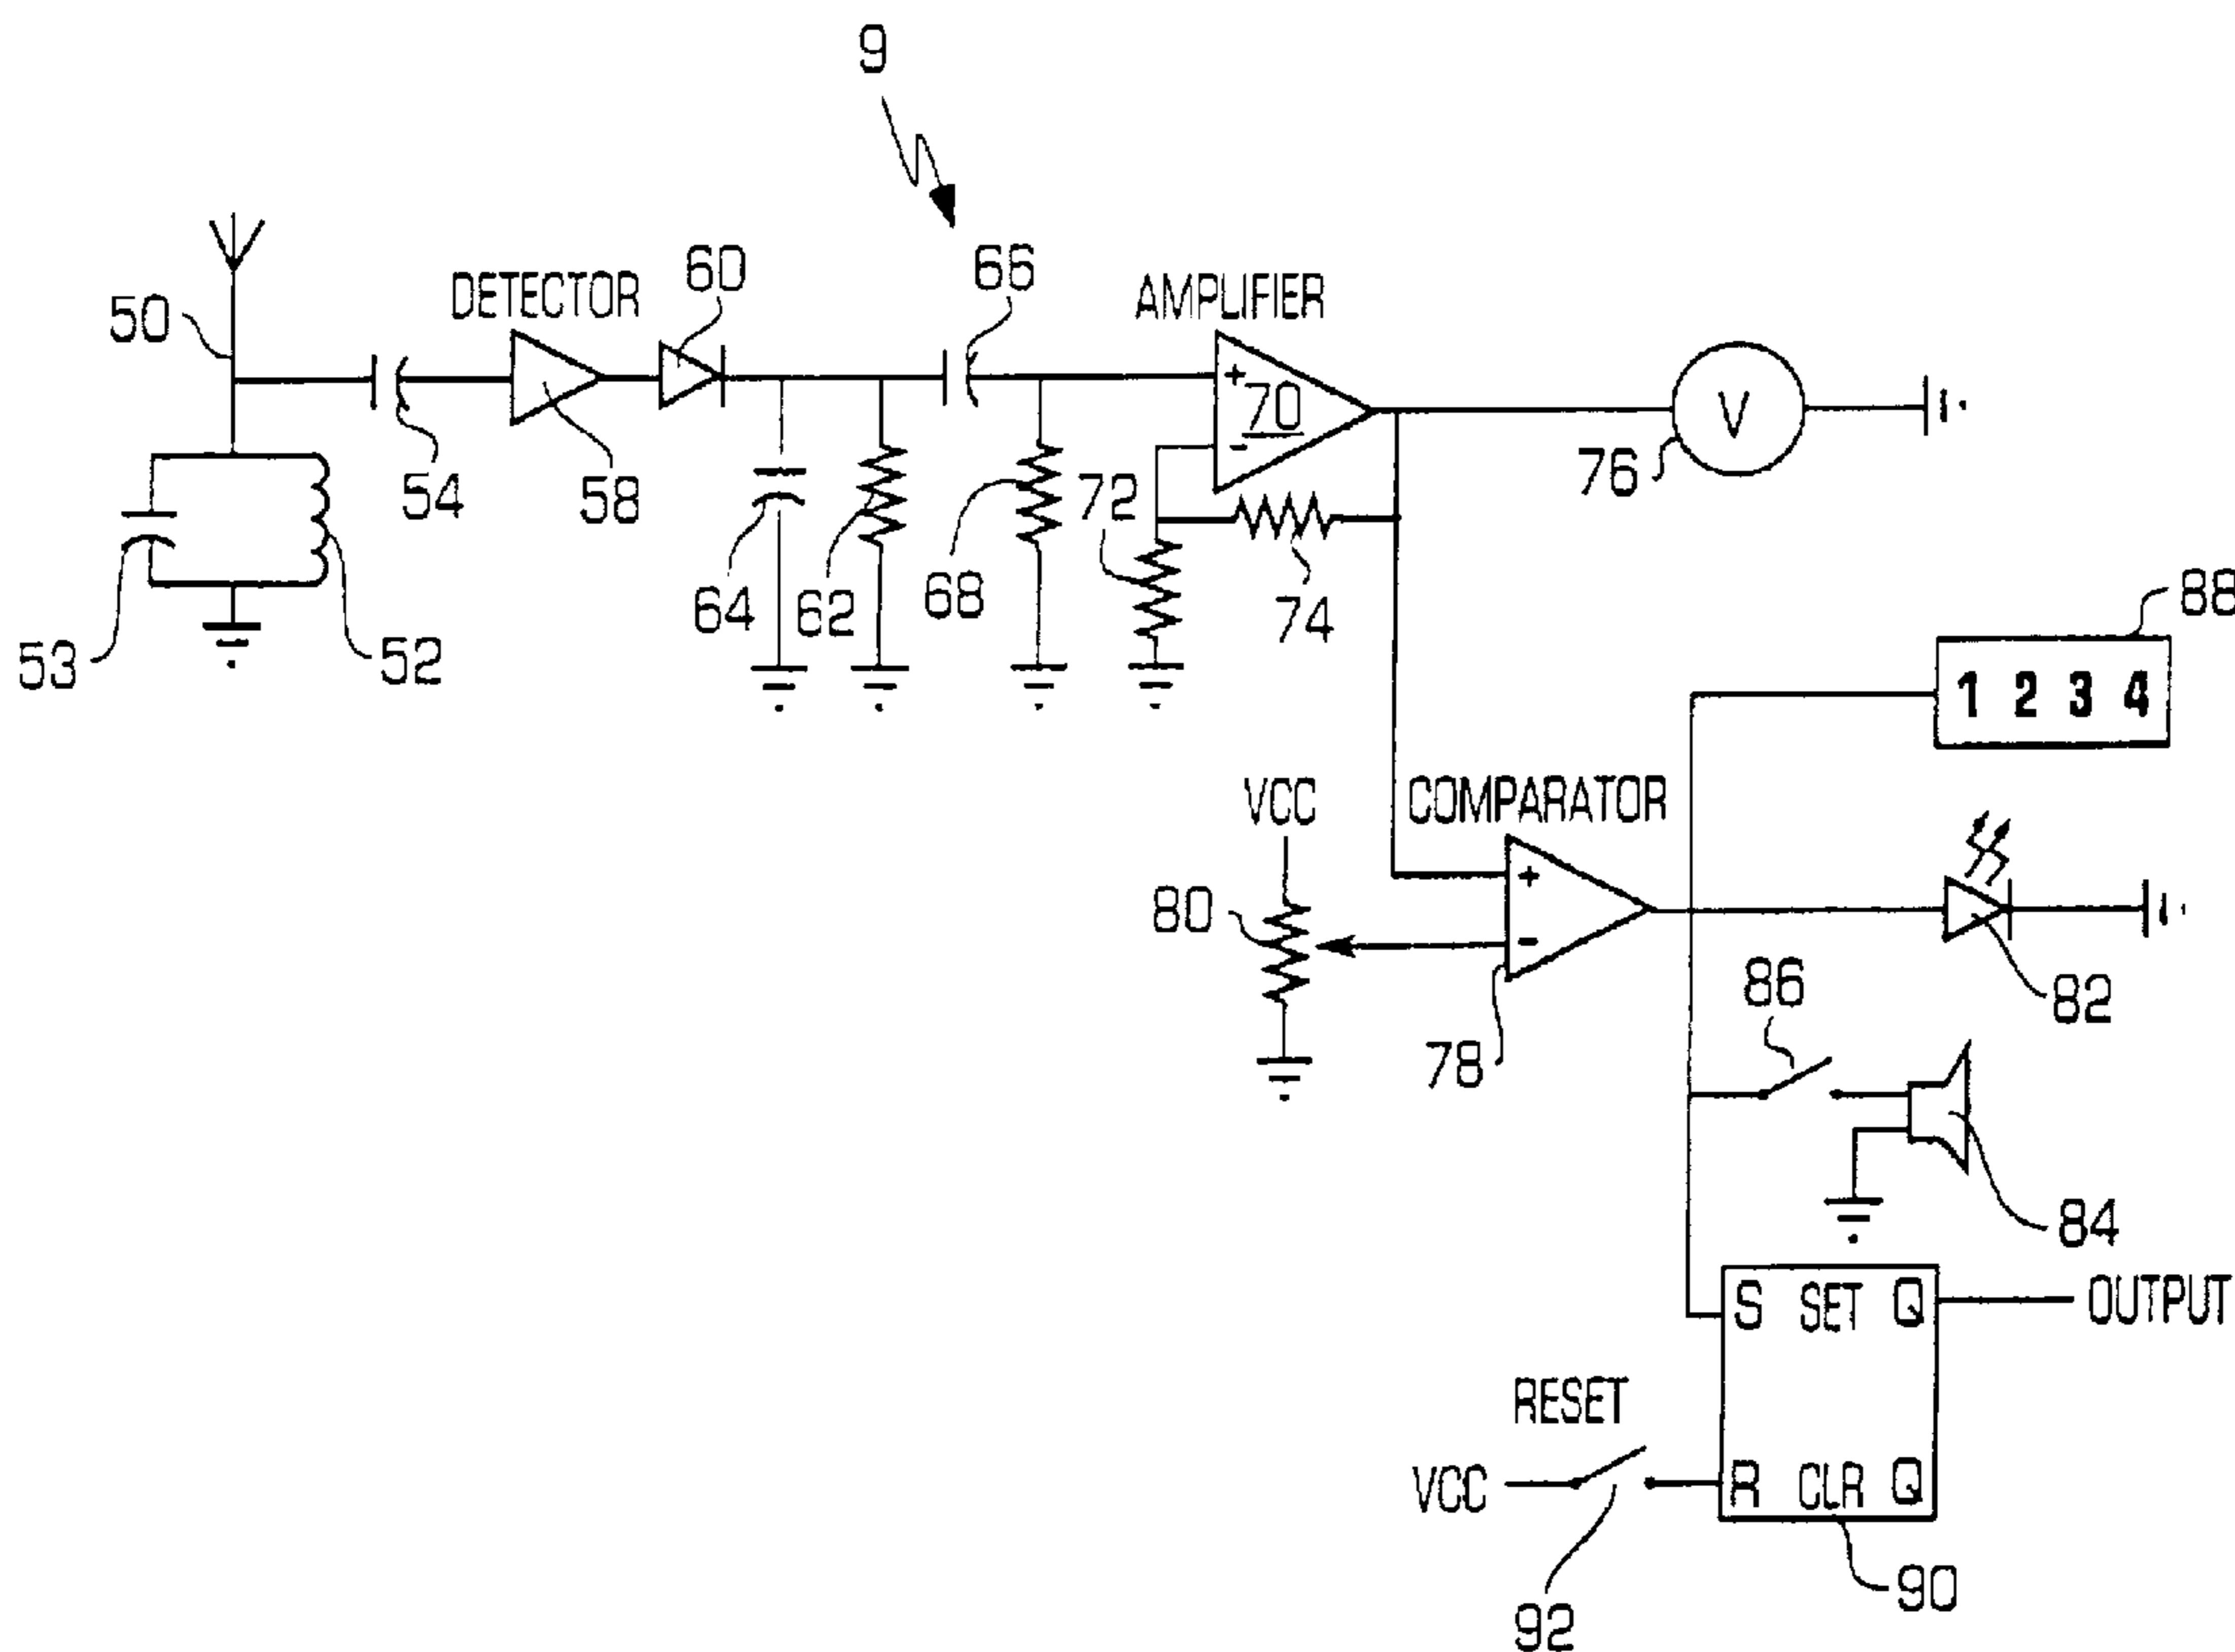 9
50
DETECTOR
60
66
AMPLIFIER
+
70
-
V
76
54
58
72
53
52
64
62
68
74
88
1 2 3 4
VCC
COMPARATOR
80
+
-
78
82
86
84
S SET Q
OUTPUT
RESET
VCC
R CLR Q
92
90